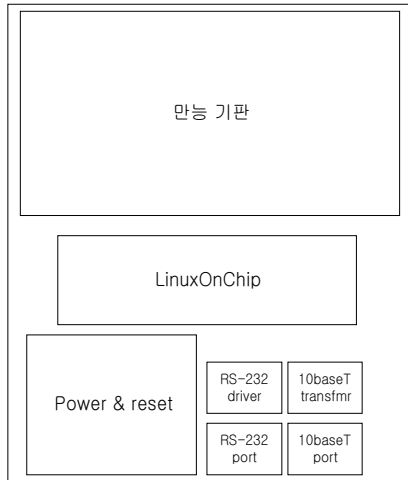 만능 기판
LinuxOnChip
Power & reset
RS-232
driver
10baseT
transfmr
RS-232
port
10baseT
port